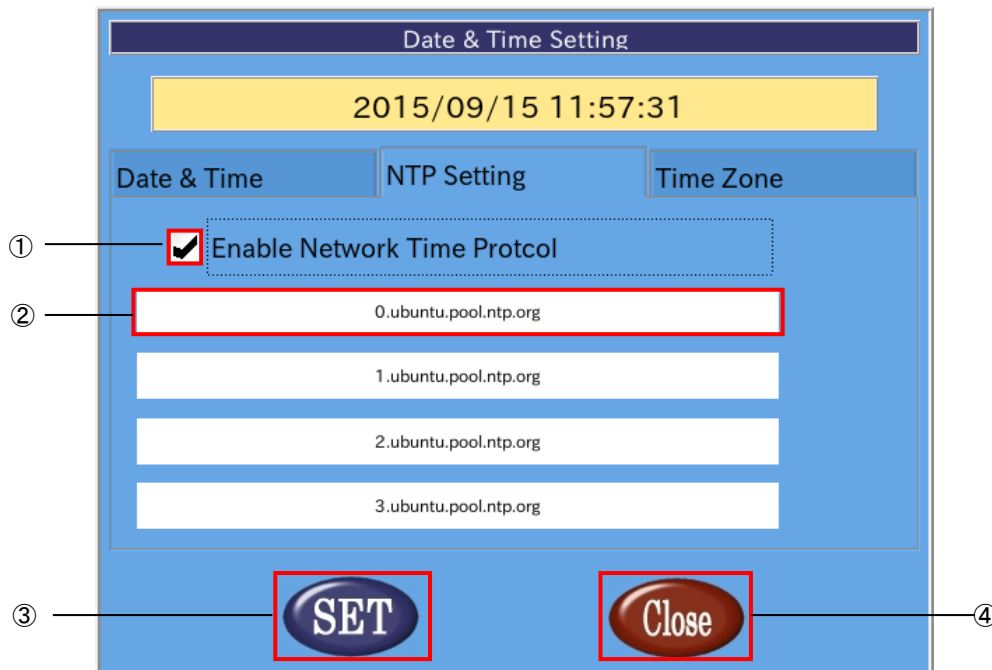 Date & Time Setting
2015/09/15 11:57:31
Date & Time NTP Setting Time Zone
① Enable Network Time Protcol
② 0.ubuntu.pool.ntp.org
1.ubuntu.pool.ntp.org
2.ubuntu.pool.ntp.org
3.ubuntu.pool.ntp.org
③ SET Close ④